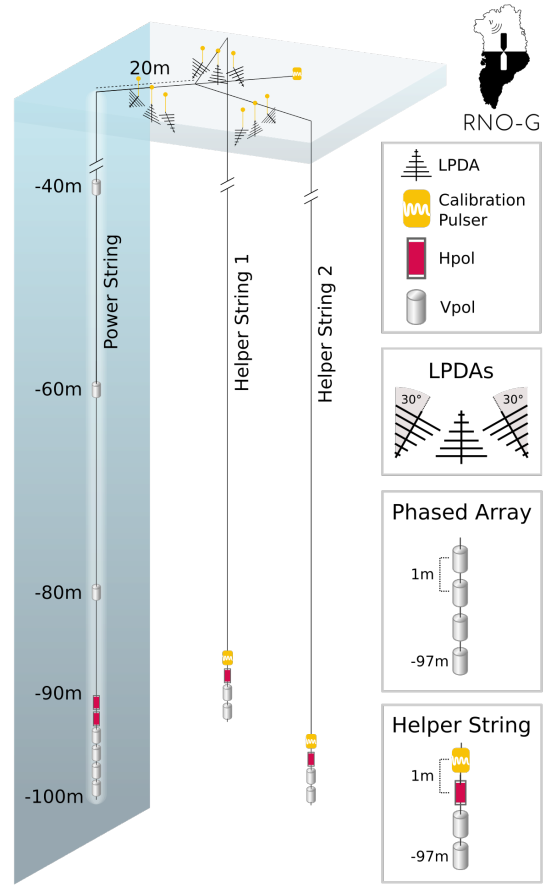 20m
RNO-G
-40m
-60m
-80m
-90m
-100m
Power String
Helper String 1
Helper String 2
LPDA
Calibration
Pulser
Hpol
Vpol
LPDAs
30°
30°
Phased Array
1m
-97m
Helper String
1m
-97m